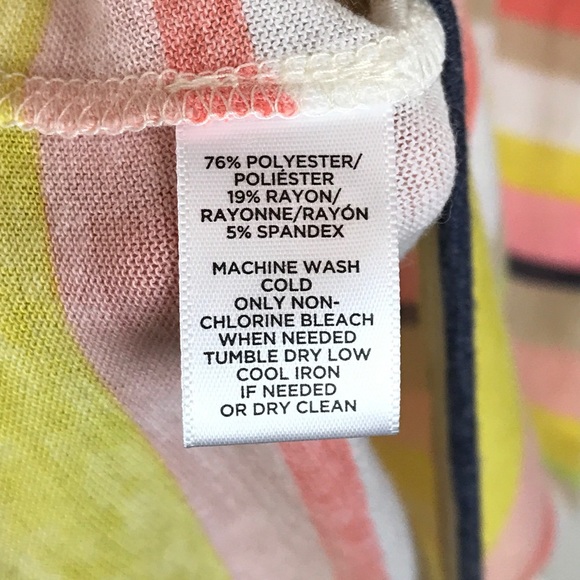 76% POLYESTER/
POLIÉSTER
19% RAYON/
RAYONNE/RAYÓN
5% SPANDEX
MACHINE WASH
COLD
ONLY NON-
CHLORINE BLEACH
WHEN NEEDED
TUMBLE DRY LOW
COOL IRON
IF NEEDED
OR DRY CLEAN